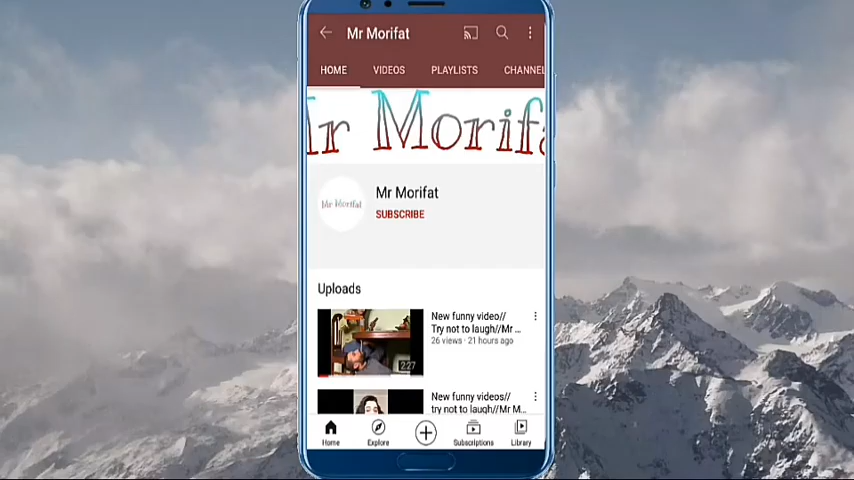 Mr Morifat
HOME VIDEOS PLAYLISTS CHANNEL
Mr Morifa
Mr Morifat
Mr Morifat
SUBSCRIBE
Uploads
New funny video//
Try not to laugh//Mr ...
26 views · 21 hours ago
2:27
New funny videos//
try not to laugh//Mr M...
Home Explore Subscriptions Library